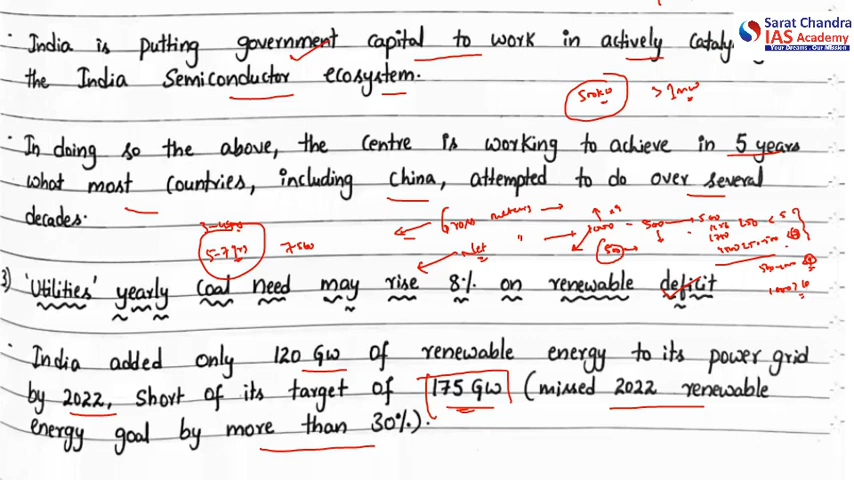 Sarat Chandra
IAS Academy
Your Dreams. Our Mission
· India is putting government capital to work in actively
the India Semiconductor ecosystem.
500KW > 1MW
· In doing so the above, the Centre is working to achieve in 5 years
what most Countries, including China, attempted to do over several
decades.
5-7
3) 'Utilities' yearly coal need may rise 8% on renewable deficit
· India added only 120 GW of renewable energy to its power grid
by 2022, Short of its target of 175 GW (missed 2022 renewable
energy goal by more than 30%).